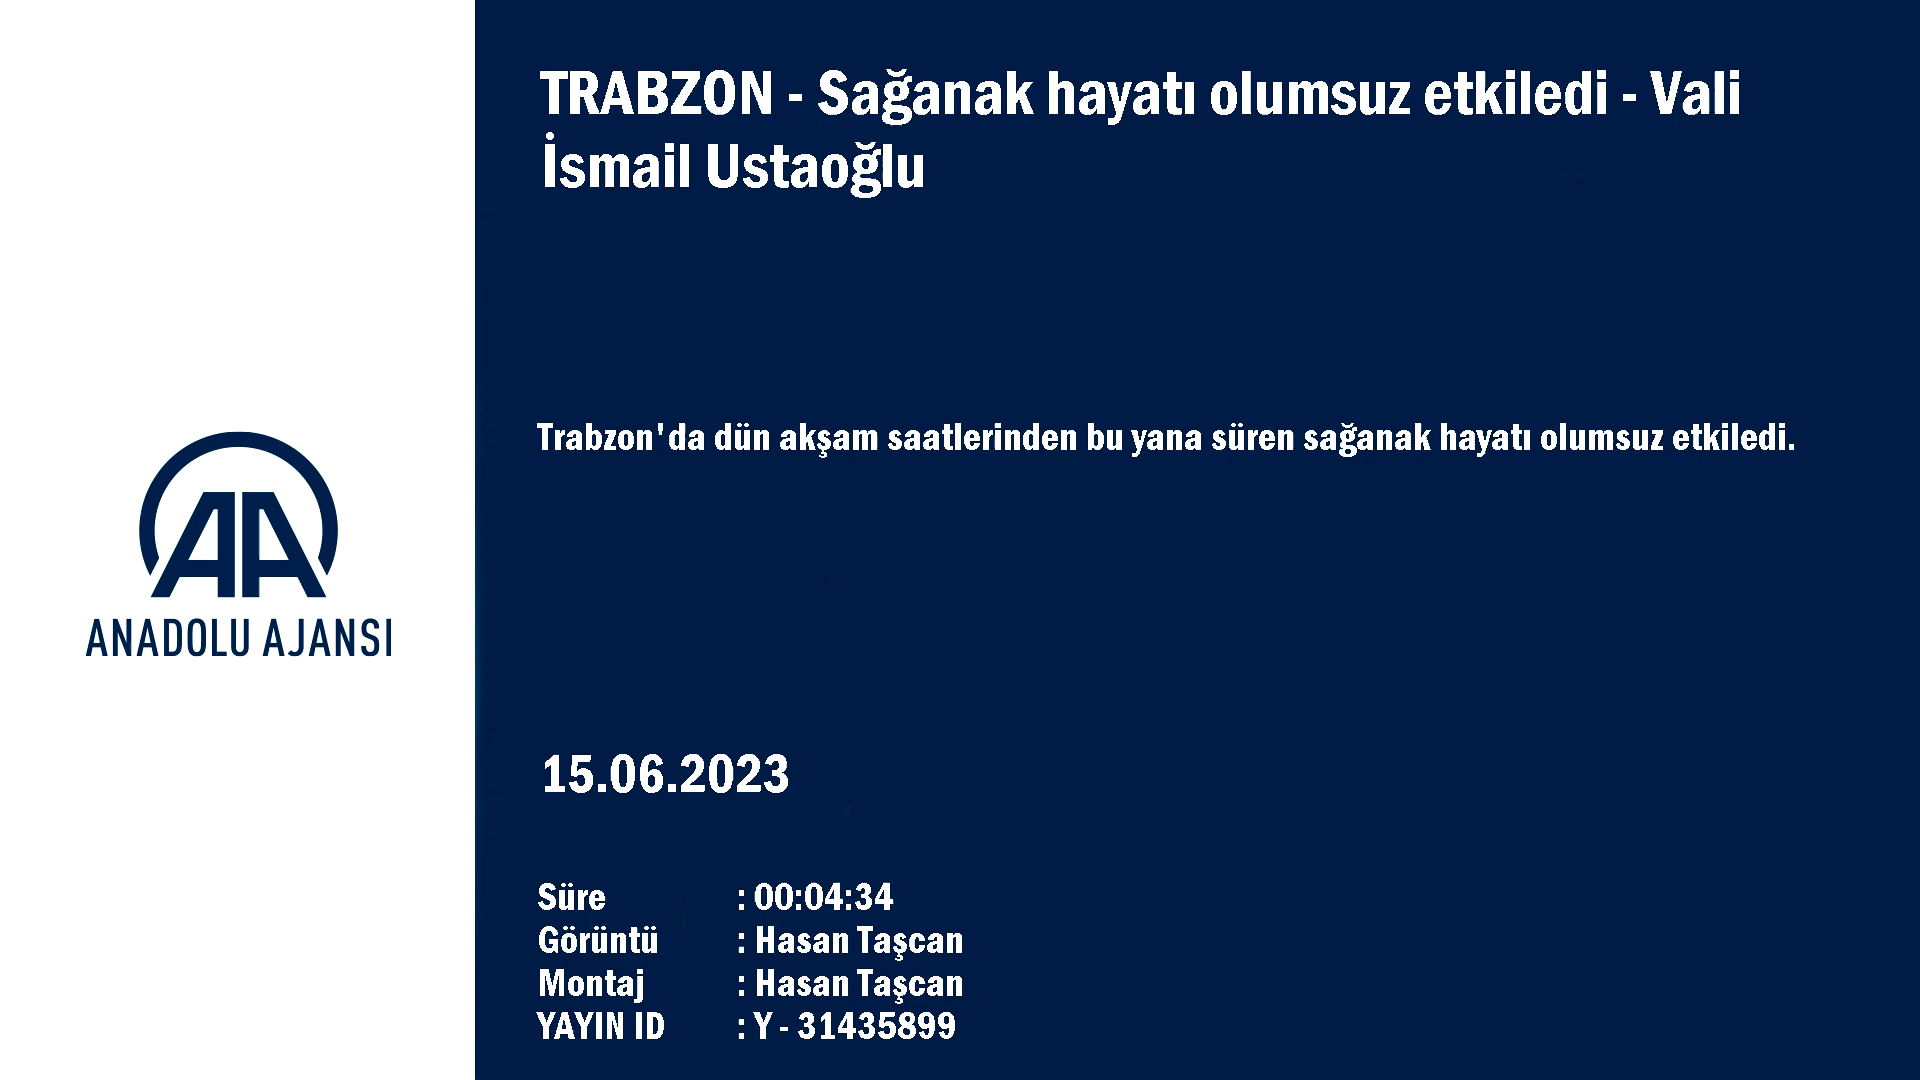 TRABZON - Sağanak hayatı olumsuz etkiledi - Vali
İsmail Ustaoğlu
Trabzon'da dün akşam saatlerinden bu yana süren sağanak hayatı olumsuz etkiledi.
AA
ANADOLU AJANSI
15.06.2023
Süre : 00:04:34
Görüntü : Hasan Taşcan
Montaj : Hasan Taşcan
YAYIN ID : Y - 31435899